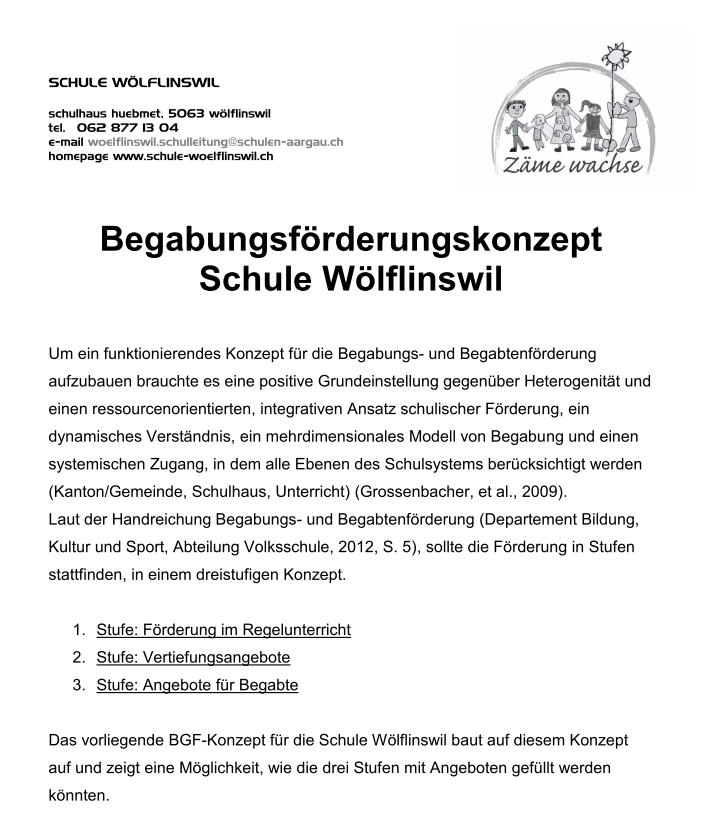 SCHULE WÖLFLINSWIL
schulhaus huebmet, 5063 wölflinswil
tel. 062 877 13 04
e-mail woelflinswil.schulleitung@schulen-aargau.ch
homepage www.schule-woelflinswil.ch
Zäme wachse
Begabungsförderungskonzept
Schule Wölflinswil
Um ein funktionierendes Konzept für die Begabungs- und Begabtenförderung
aufzubauen brauchte es eine positive Grundeinstellung gegenüber Heterogenität und
einen ressourcenorientierten, integrativen Ansatz schulischer Förderung, ein
dynamisches Verständnis, ein mehrdimensionales Modell von Begabung und einen
systemischen Zugang, in dem alle Ebenen des Schulsystems berücksichtigt werden
(Kanton/Gemeinde, Schulhaus, Unterricht) (Grossenbacher, et al., 2009).
Laut der Handreichung Begabungs- und Begabtenförderung (Departement Bildung,
Kultur und Sport, Abteilung Volksschule, 2012, S. 5), sollte die Förderung in Stufen
stattfinden, in einem dreistufigen Konzept.
1. Stufe: Förderung im Regelunterricht
2. Stufe: Vertiefungsangebote
3. Stufe: Angebote für Begabte
Das vorliegende BGF-Konzept für die Schule Wölflinswil baut auf diesem Konzept
auf und zeigt eine Möglichkeit, wie die drei Stufen mit Angeboten gefüllt werden
könnten.